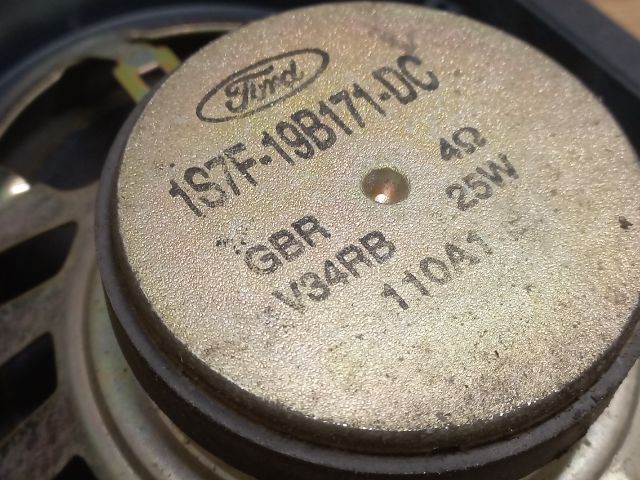 Ford
1S7F-19B171-DC
4Ω
25W
GBR
V34RB
110A1